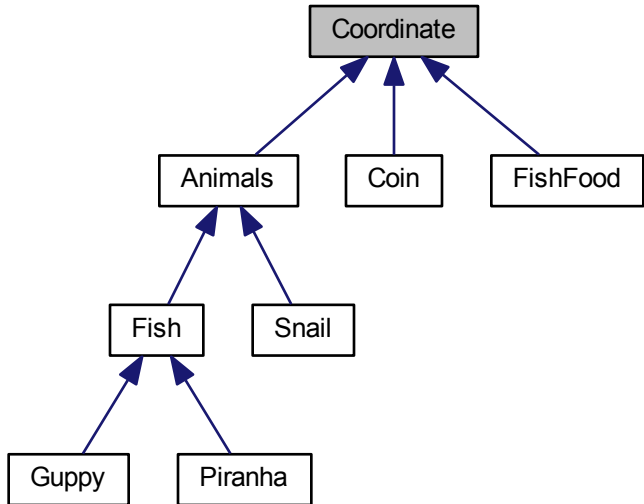 Coordinate
Animals
Coin
FishFood
Fish
Snail
Guppy
Piranha